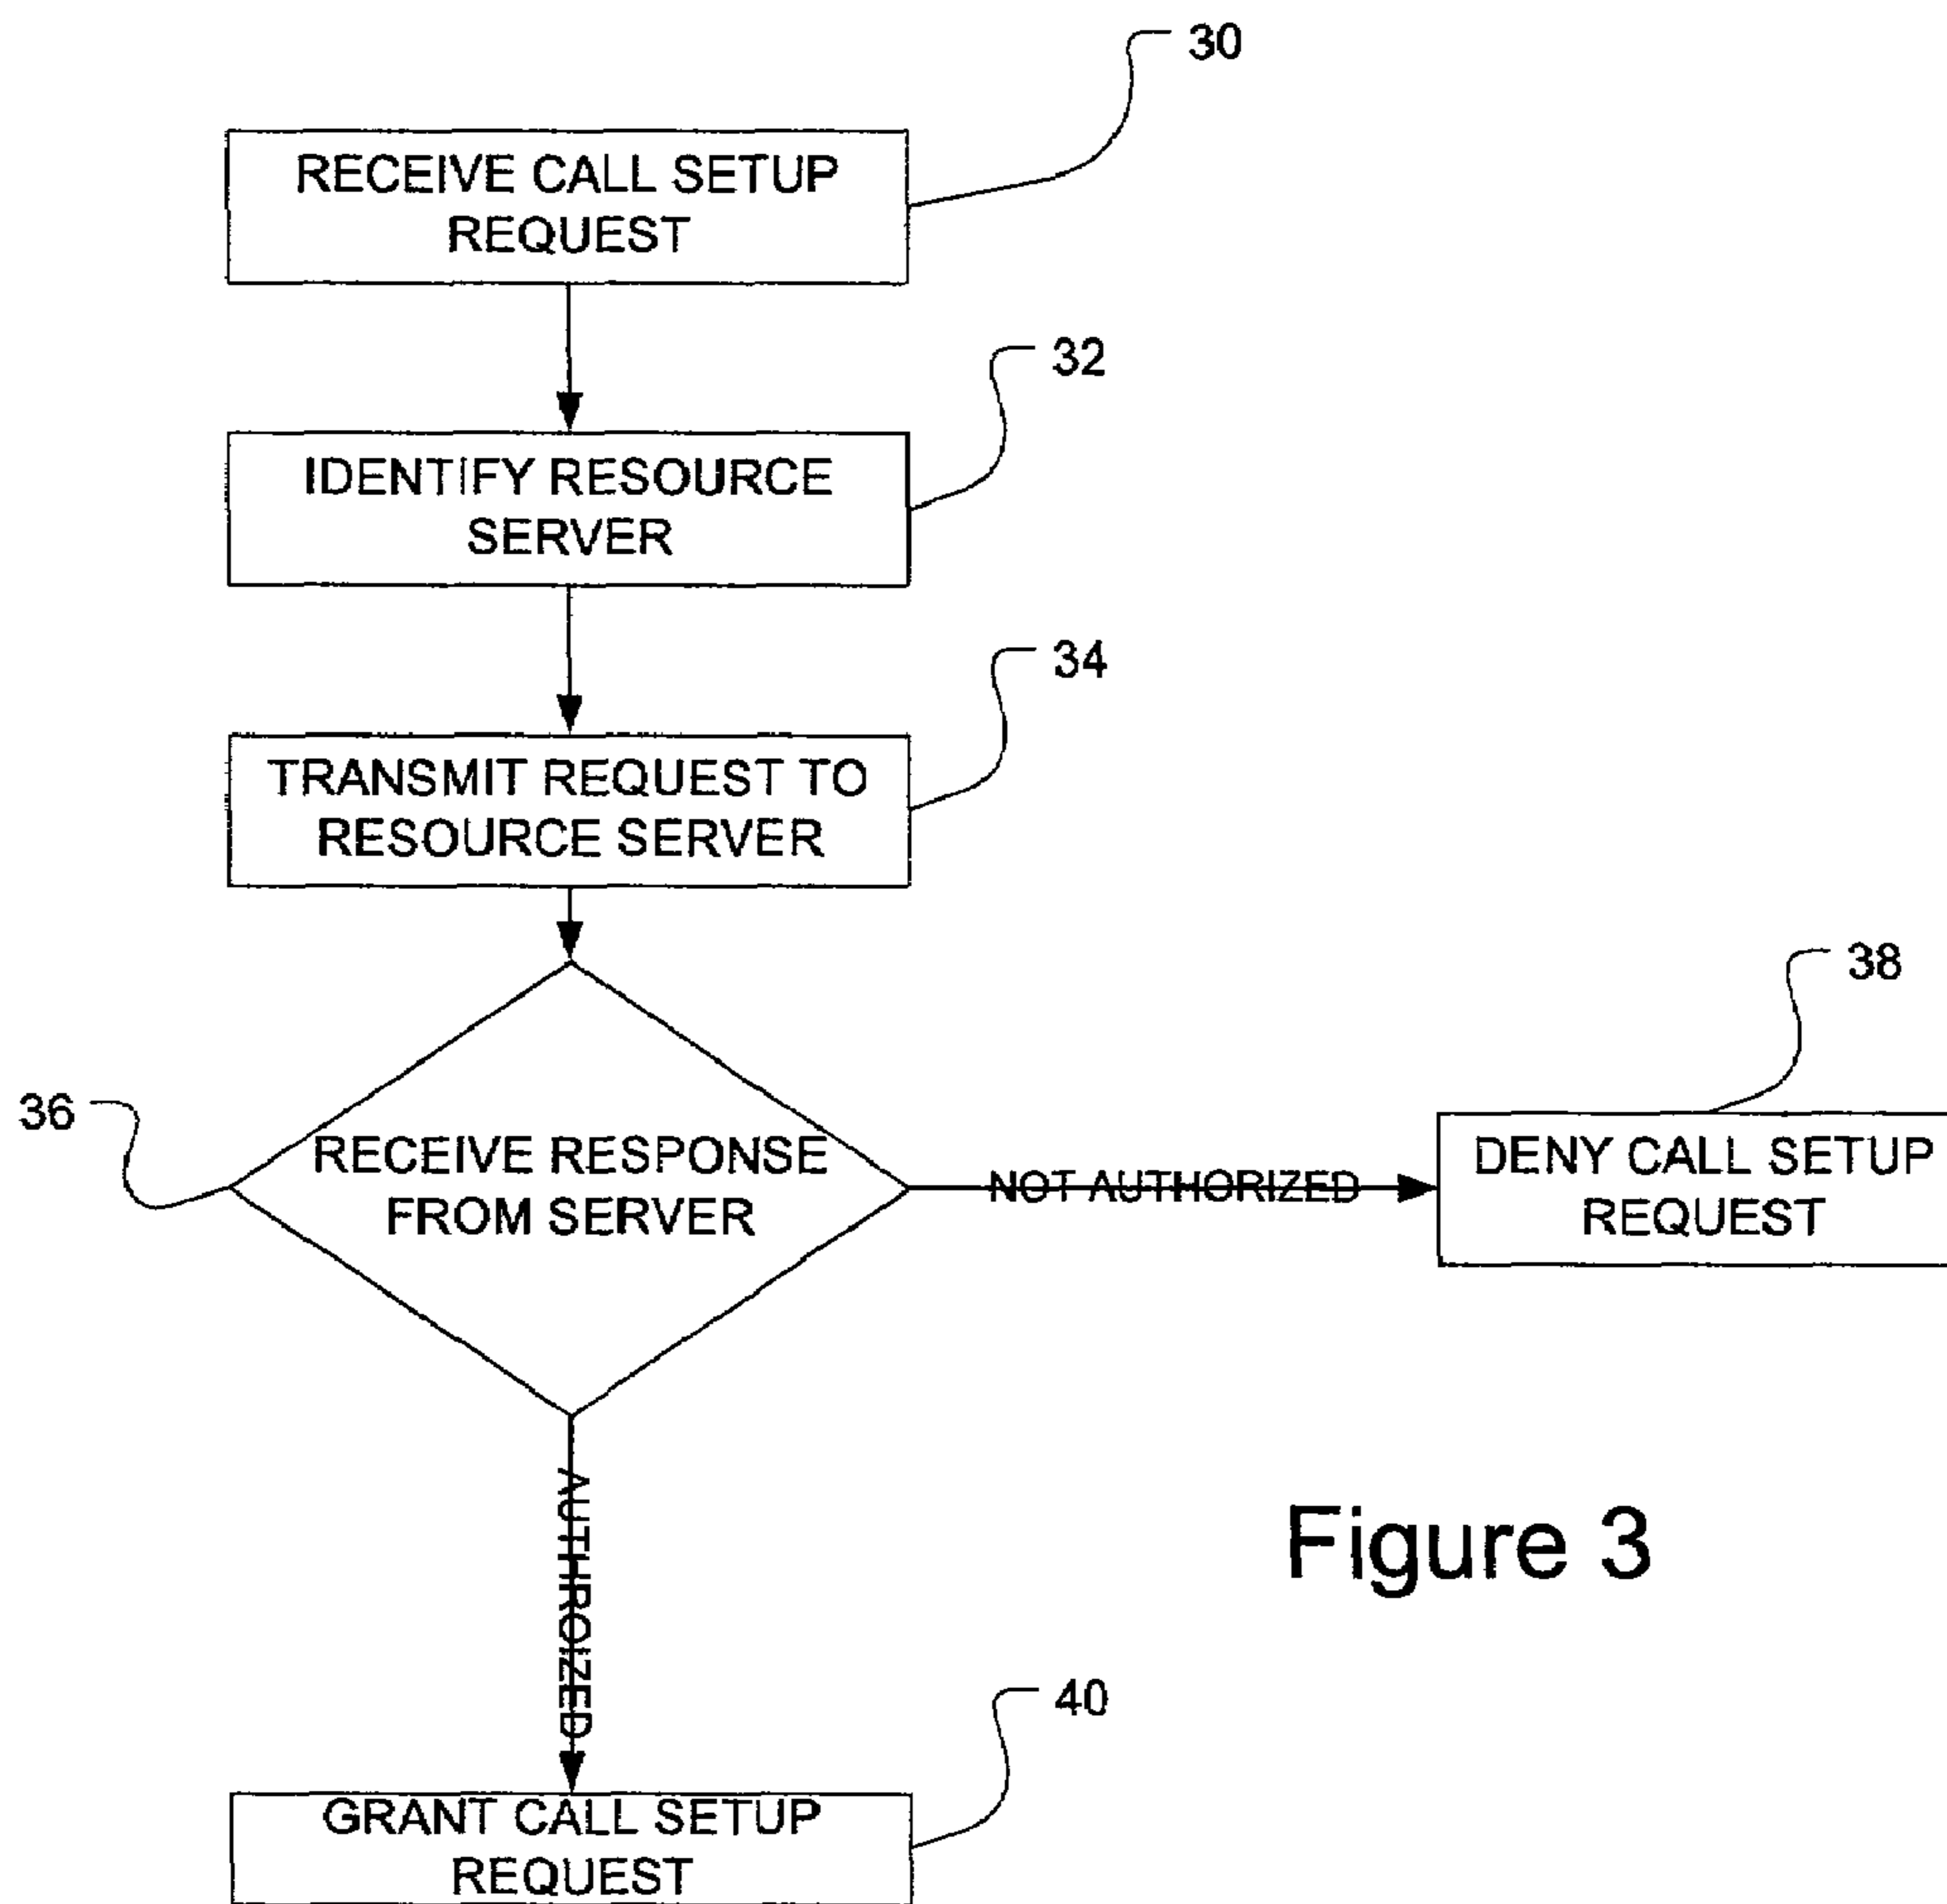 30
RECEIVE CALL SETUP
REQUEST
32
IDENTIFY RESOURCE
SERVER
34
TRANSMIT REQUEST TO
RESOURCE SERVER
36
RECEIVE RESPONSE
FROM SERVER
NOT AUTHORIZED
38
DENY CALL SETUP
REQUEST
AUTHROIZED
Figure 3
40
GRANT CALL SETUP
REQUEST